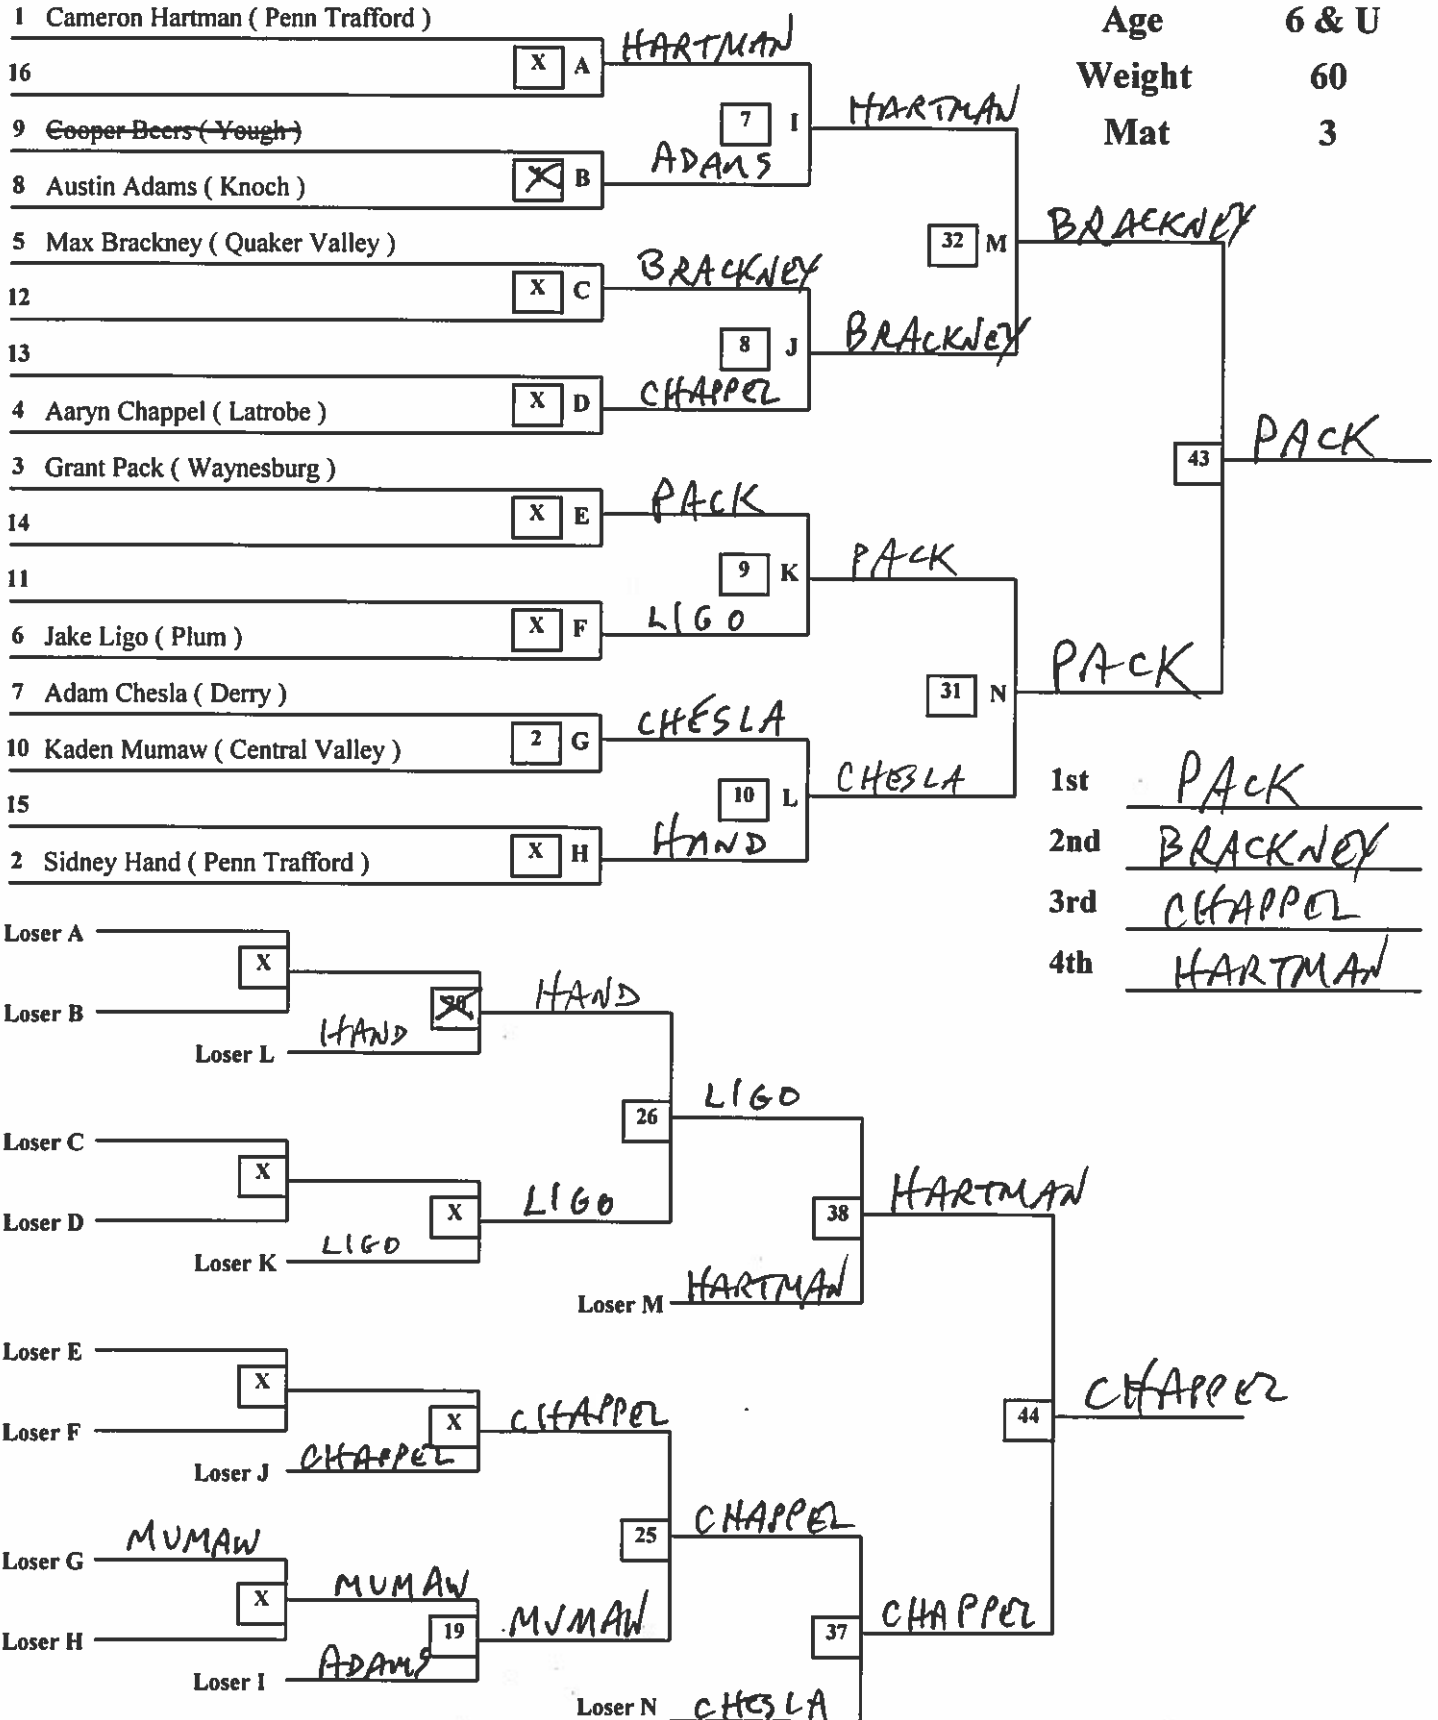 1 Cameron Hartman ( Penn Trafford )
Age 6 & U
X A HARTMAN
16
Weight 60
7 I HARTMAN
9 Cooper Beers ( Yough )
Mat 3
X B ADAMS
8 Austin Adams ( Knoch )
32 M BRACKNEY
5 Max Brackney ( Quaker Valley )
X C BRACKNEY
12
8 J BRACKNEY
13
X D CHAPPEL
4 Aaryn Chappel ( Latrobe )
43 PACK
3 Grant Pack ( Waynesburg )
X E PACK
14
9 K PACK
11
X F LIGO
6 Jake Ligo ( Plum )
31 N PACK
7 Adam Chesla ( Derry )
2 G CHESLA
10 Kaden Mumaw ( Central Valley )
10 L CHESLA
15
X H HAND
2 Sidney Hand ( Penn Trafford )
1st PACK
2nd BRACKNEY
3rd CHAPPEL
4th HARTMAN
Loser A
X
Loser B
HAND
Loser L HAND
26 LIGO
Loser C
X
Loser D
X LIGO
Loser K LIGO
38 HARTMAN
Loser M HARTMAN
Loser E
X
Loser F
X CHAPPEL
Loser J CHAPPEL
44 CHAPPEL
25 CHAPPEL
Loser G MUMAW
X MUMAW
Loser H
19 MUMAW
Loser I ADAMS
37 CHAPPEL
Loser N CHESLA